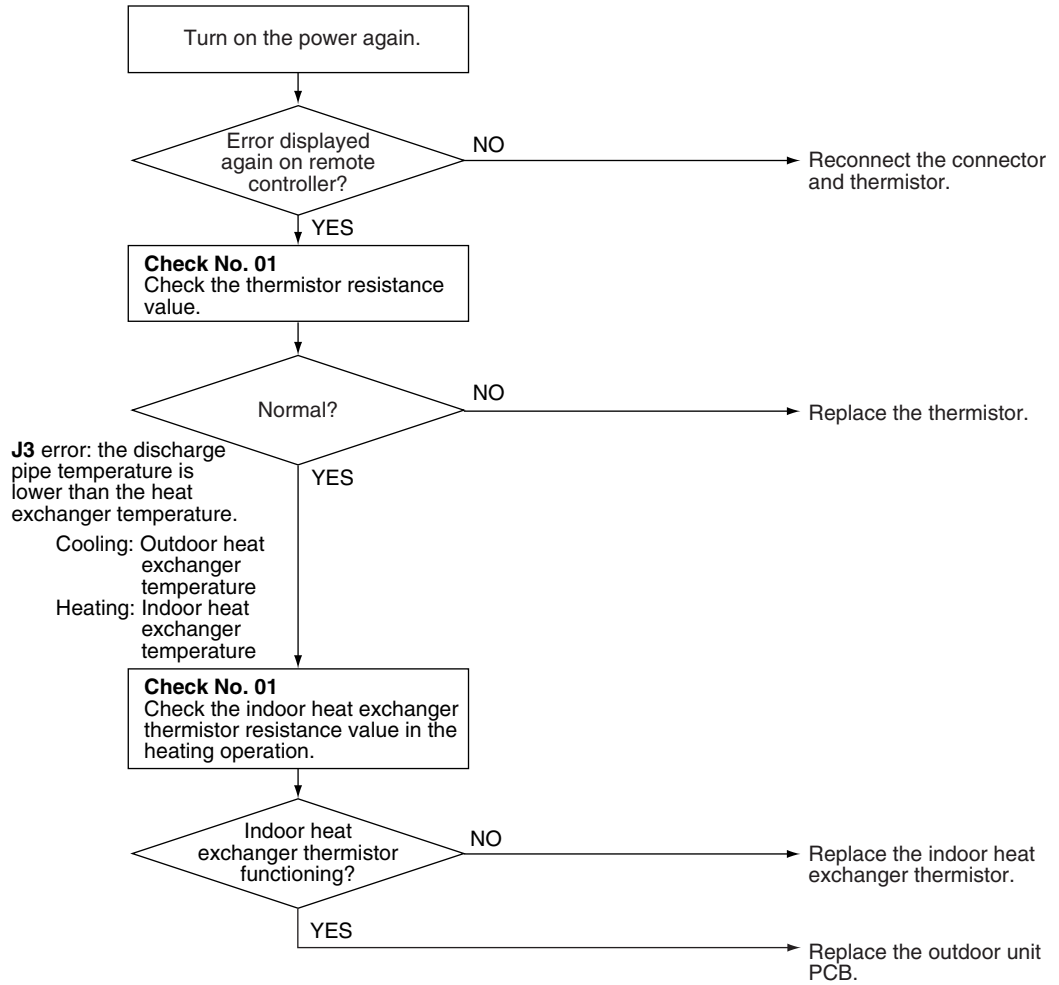 Turn on the power again.
Error displayed
again on remote
controller?
NO
Reconnect the connector
and thermistor.
YES
Check No. 01
Check the thermistor resistance
value.
Normal?
NO
Replace the thermistor.
J3 error: the discharge
pipe temperature is
lower than the heat
exchanger temperature.
YES
Cooling: Outdoor heat
exchanger
temperature
Heating: Indoor heat
exchanger
temperature
Check No. 01
Check the indoor heat exchanger
thermistor resistance value in the
heating operation.
Indoor heat
exchanger thermistor
functioning?
NO
Replace the indoor heat
exchanger thermistor.
YES
Replace the outdoor unit
PCB.